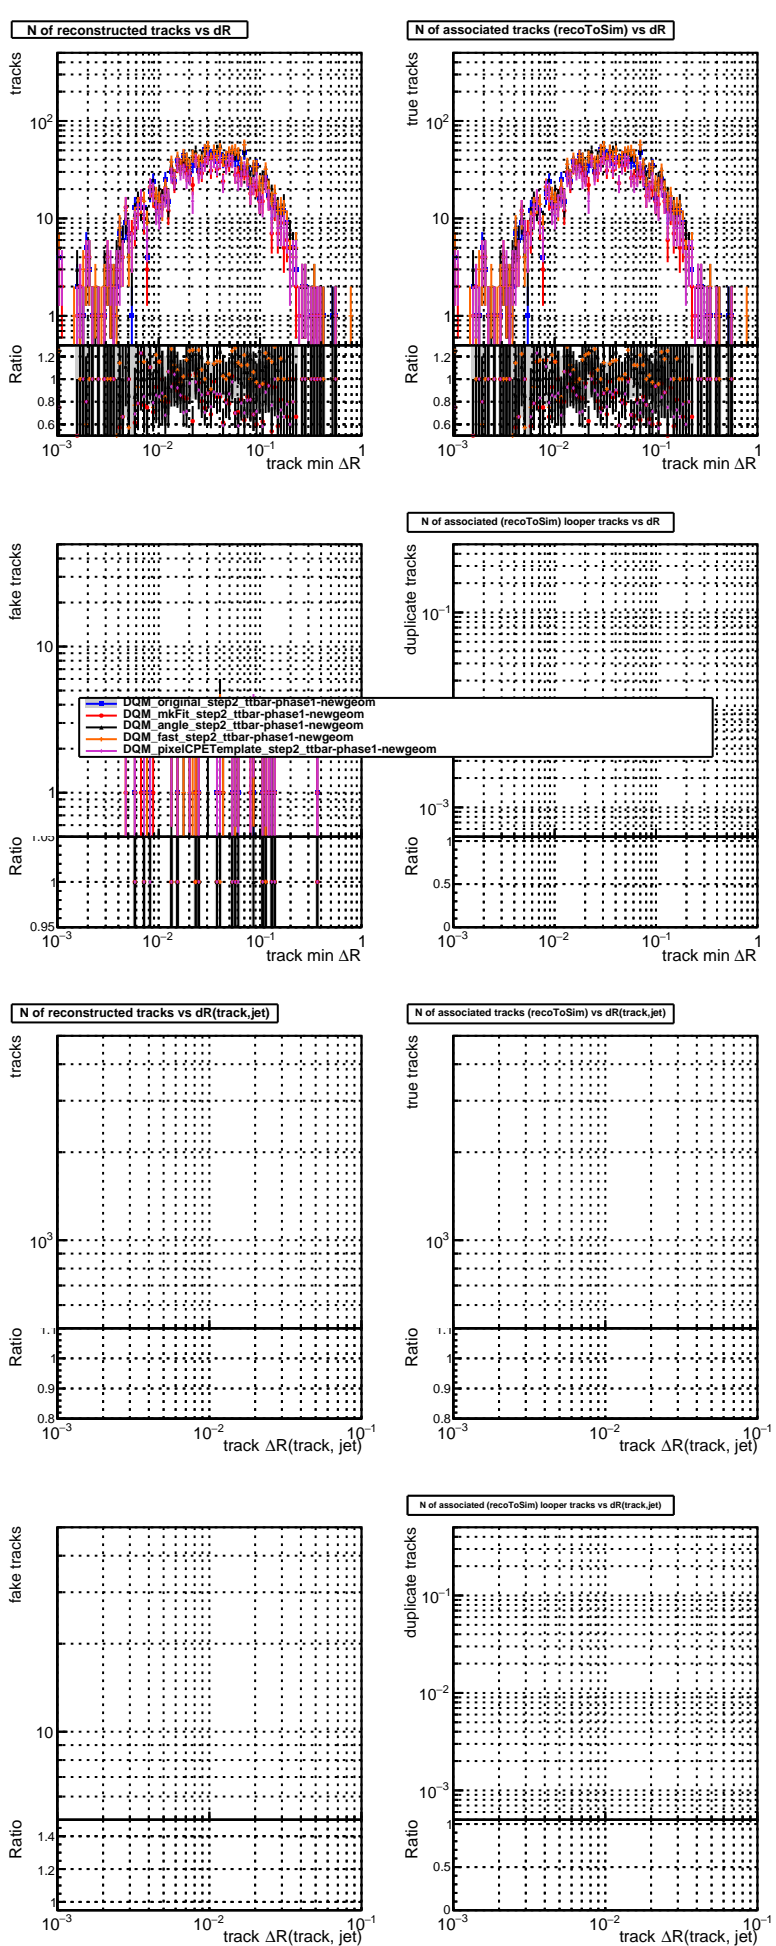 N of reconstructed tracks vs dR
tracks
10²
10
1
Ratio
1.2
1
0.8
0.6
10⁻³ 10⁻² 10⁻¹ 1
track min ΔR
N of associated tracks (recoToSim) vs dR
true tracks
10²
10
1
Ratio
1.2
1
0.8
0.6
10⁻³ 10⁻² 10⁻¹ 1
track min ΔR
fake tracks
10
1
Ratio
1.05
1
0.95
10⁻³ 10⁻² 10⁻¹ 1
track min ΔR
N of associated (recoToSim) looper tracks vs dR
duplicate tracks
10⁻¹
10⁻³
Ratio
1
0.5
0
10⁻³ 10⁻² 10⁻¹ 1
track min ΔR
DQM_original_step2_ttbar-phase1-newgeom
DQM_mkFit_step2_ttbar-phase1-newgeom
DQM_angle_step2_ttbar-phase1-newgeom
DQM_fast_step2_ttbar-phase1-newgeom
DQM_pixelCPETemplate_step2_ttbar-phase1-newgeom
N of reconstructed tracks vs dR(track,jet)
tracks
10³
Ratio
1.1
1
0.9
0.8
10⁻³ 10⁻² 10⁻¹
track ΔR(track, jet)
N of associated tracks (recoToSim) vs dR(track,jet)
true tracks
10³
Ratio
1.1
1
0.9
0.8
10⁻³ 10⁻² 10⁻¹
track ΔR(track, jet)
fake tracks
10
Ratio
1.4
1.2
1
10⁻³ 10⁻² 10⁻¹
track ΔR(track, jet)
N of associated (recoToSim) looper tracks vs dR(track,jet)
duplicate tracks
10⁻¹
10⁻²
10⁻³
Ratio
1
0.5
0
10⁻³ 10⁻² 10⁻¹
track ΔR(track, jet)